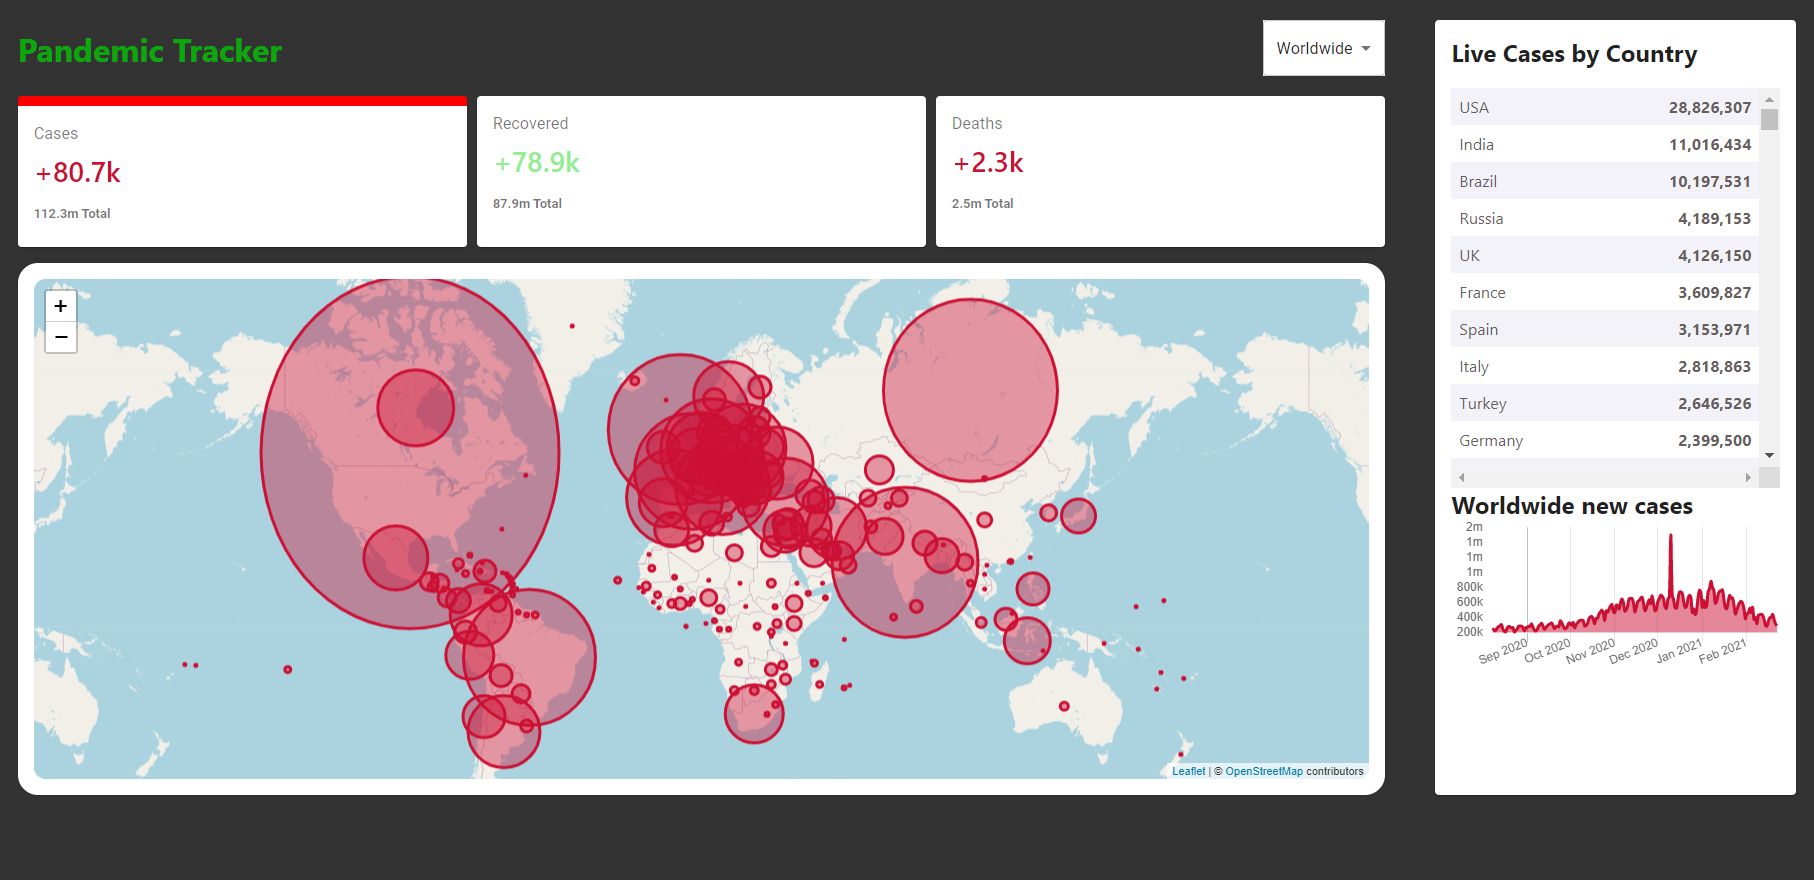 Pandemic Tracker
Worldwide
Cases
+80.7k
112.3m Total
Recovered
+78.9k
87.9m Total
Deaths
+2.3k
2.5m Total
+
−
Leaflet | © OpenStreetMap contributors
Live Cases by Country
USA 28,826,307
India 11,016,434
Brazil 10,197,531
Russia 4,189,153
UK 4,126,150
France 3,609,827
Spain 3,153,971
Italy 2,818,863
Turkey 2,646,526
Germany 2,399,500
Worldwide new cases
2m
1m
1m
1m
800k
600k
400k
200k
Sep 2020 Oct 2020 Nov 2020 Dec 2020 Jan 2021 Feb 2021